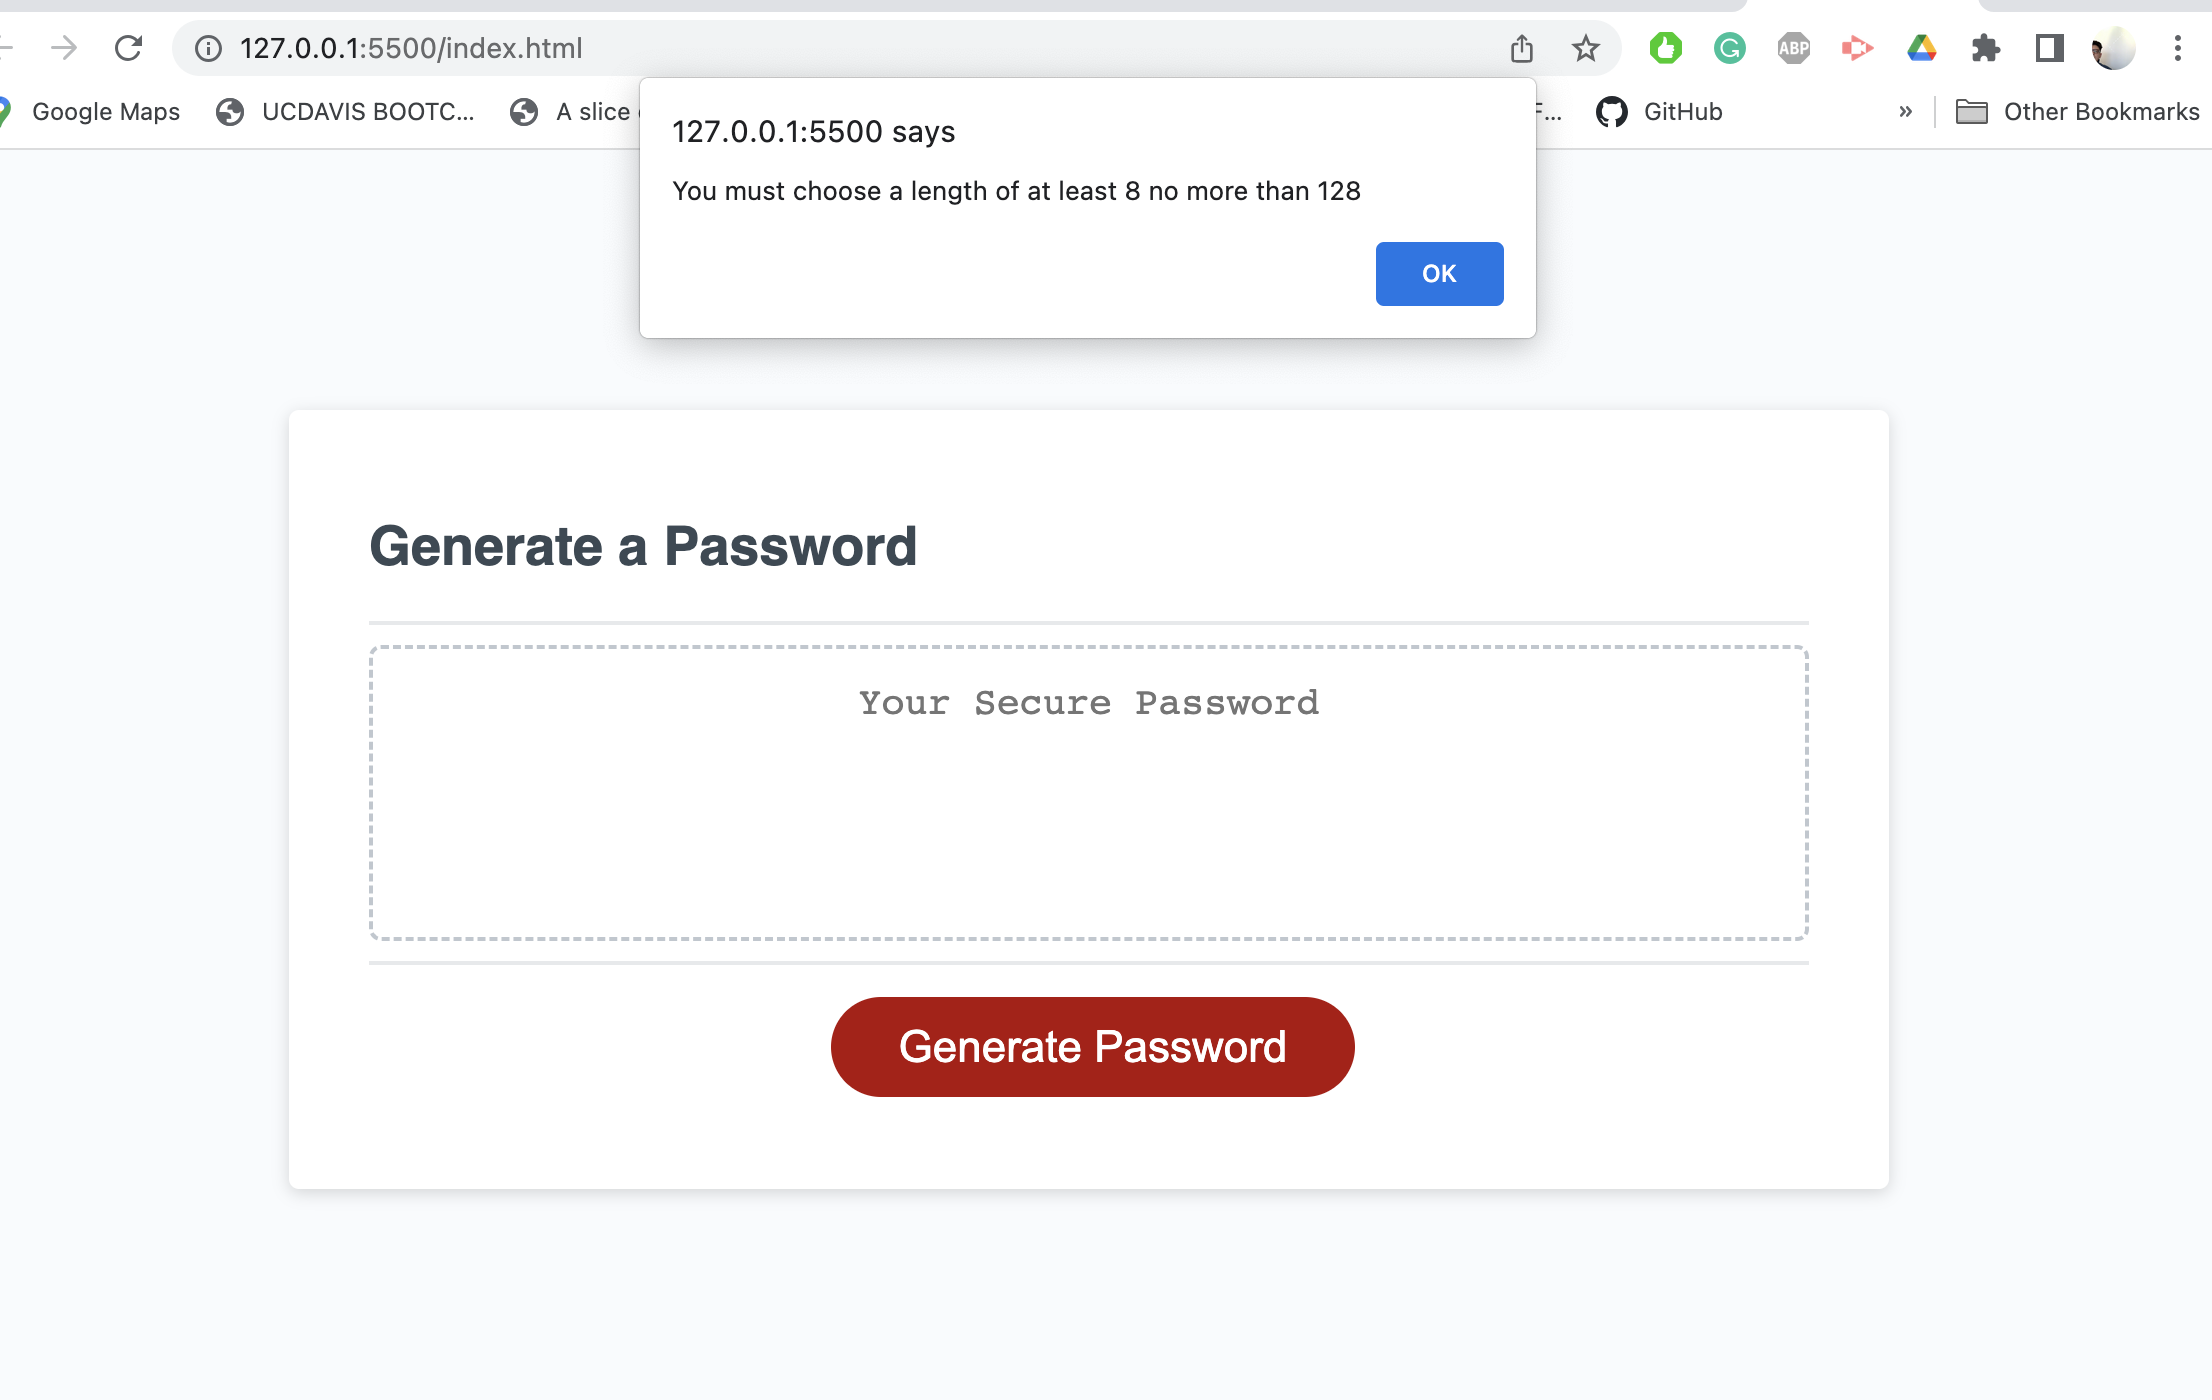 127.0.0.1:5500/index.html
ABP
Google Maps
UCDAVIS BOOTC...
A slice
F...
GitHub
»
Other Bookmarks
127.0.0.1:5500 says
You must choose a length of at least 8 no more than 128
OK
Generate a Password
Your Secure Password
Generate Password